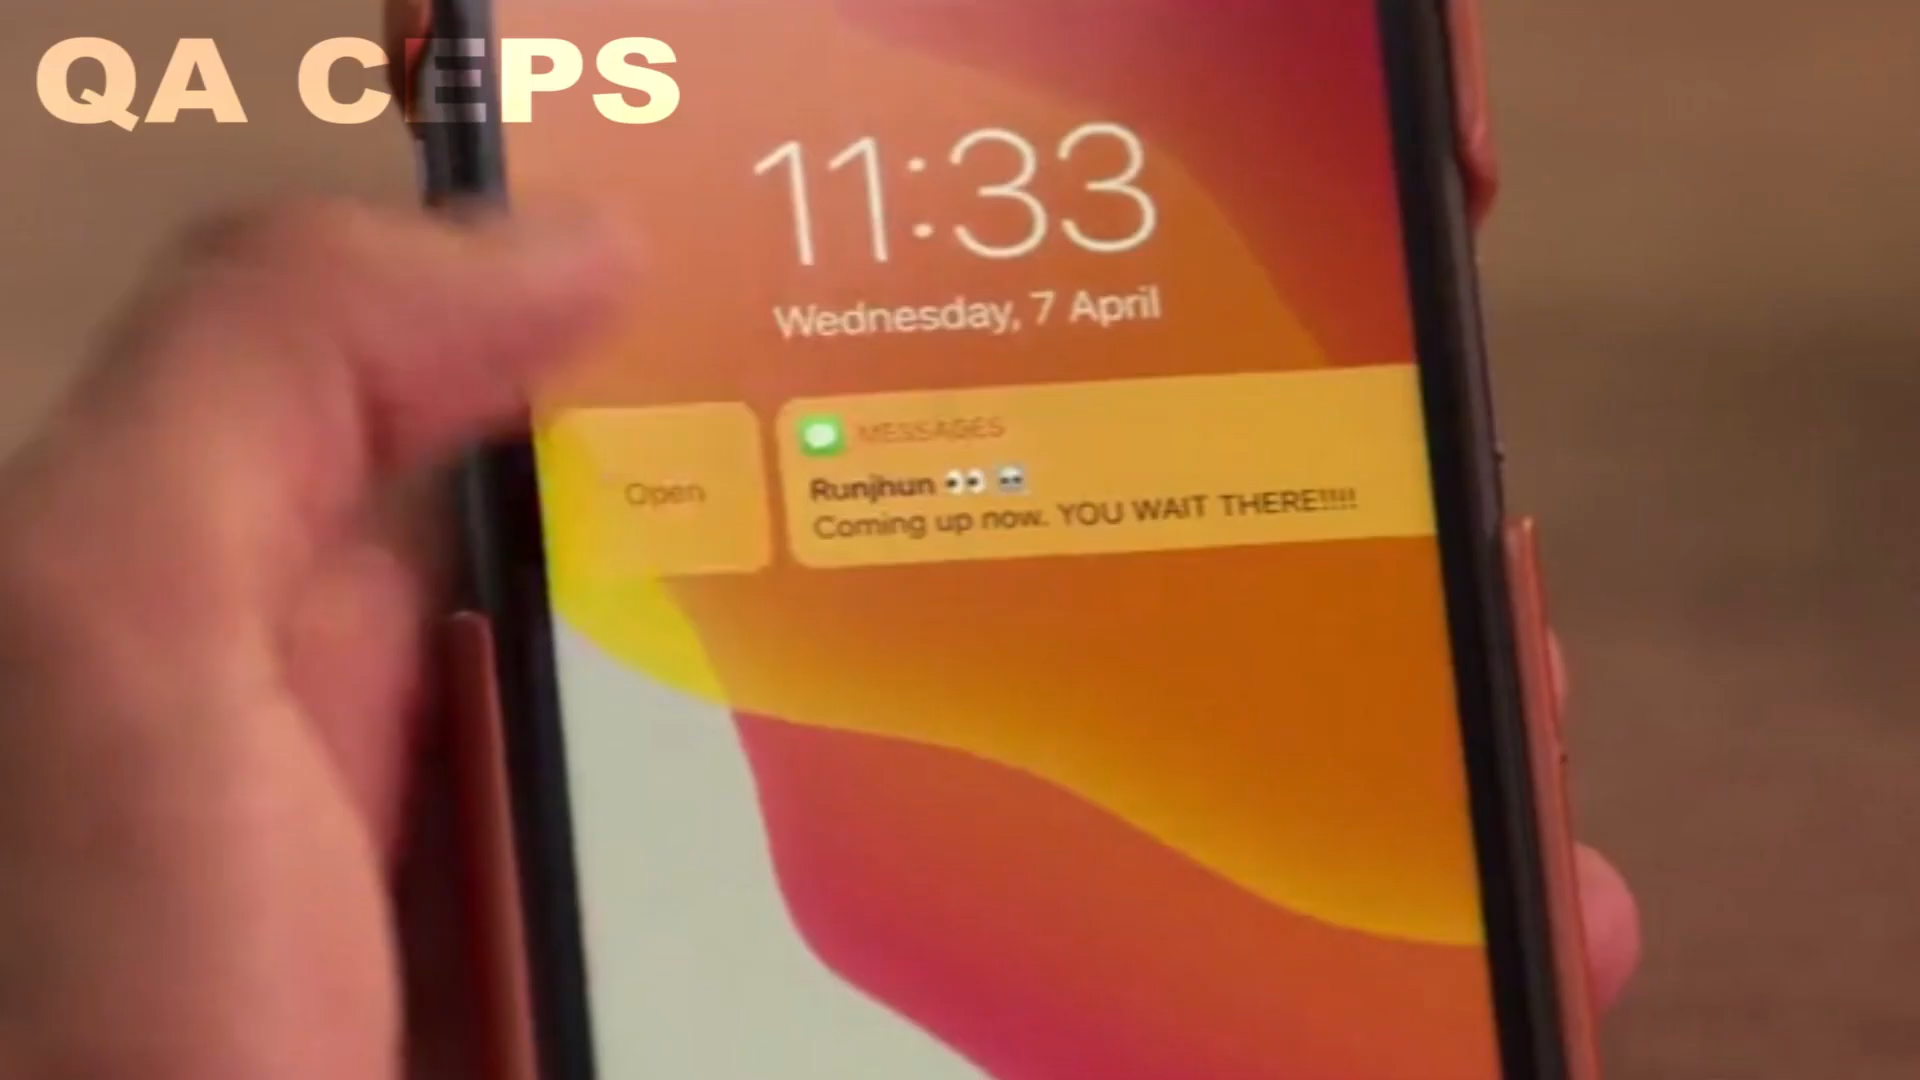 QA CEPS
11:33
Wednesday, 7 April
MESSAGES
Open
Runjhun 👀 💀
Coming up now. YOU WAIT THERE!!!!